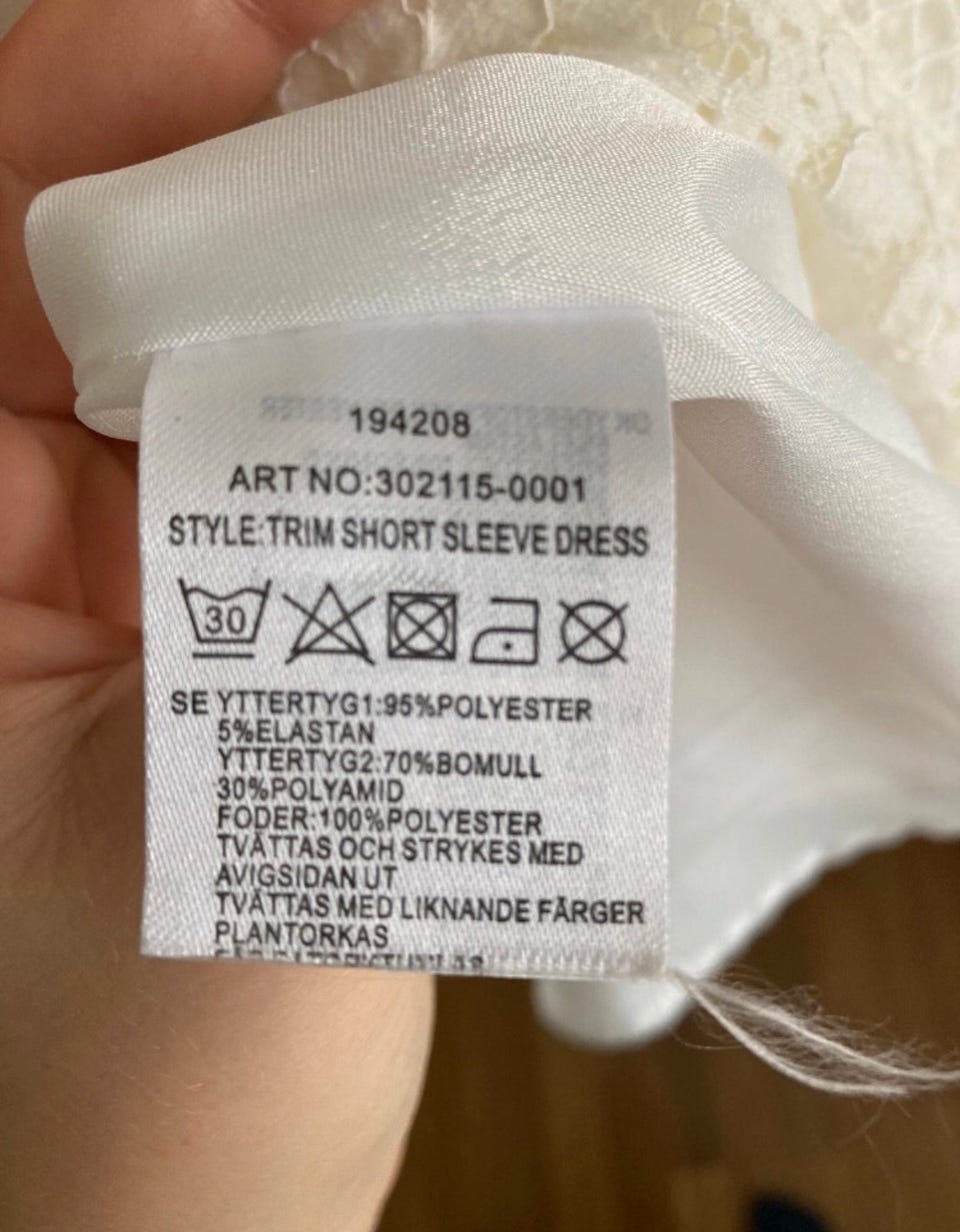 194208
ART NO:302115-0001
STYLE:TRIM SHORT SLEEVE DRESS
30
SE YTTERTYG1:95%POLYESTER
5%ELASTAN
YTTERTYG2:70%BOMULL
30%POLYAMID
FODER:100%POLYESTER
TVÄTTAS OCH STRYKES MED
AVIGSIDAN UT
TVÄTTAS MED LIKNANDE FÄRGER
PLANTORKAS